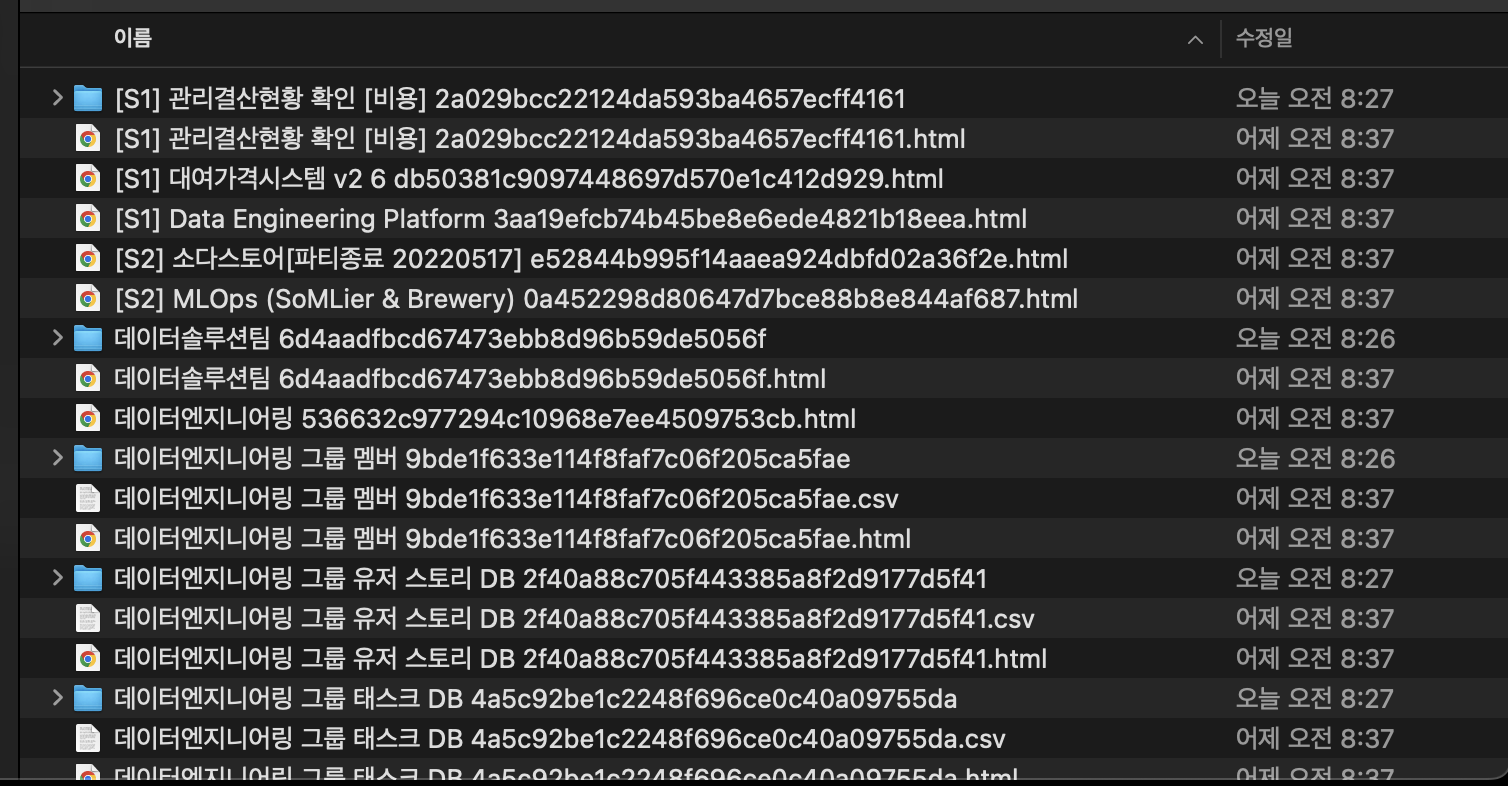 이름 수정일
[S1] 관리결산현황 확인 [비용] 2a029bcc22124da593ba4657ecff4161 오늘 오전 8:27
[S1] 관리결산현황 확인 [비용] 2a029bcc22124da593ba4657ecff4161.html 어제 오전 8:37
[S1] 대여가격시스템 v2 6 db50381c9097448697d570e1c412d929.html 어제 오전 8:37
[S1] Data Engineering Platform 3aa19efcb74b45be8e6ede4821b18eea.html 어제 오전 8:37
[S2] 소다스토어[파티종료 20220517] e52844b995f14aaea924dbfd02a36f2e.html 어제 오전 8:37
[S2] MLOps (SoMLier & Brewery) 0a452298d80647d7bce88b8e844af687.html 어제 오전 8:37
데이터솔루션팀 6d4aadfbcd67473ebb8d96b59de5056f 오늘 오전 8:26
데이터솔루션팀 6d4aadfbcd67473ebb8d96b59de5056f.html 어제 오전 8:37
데이터엔지니어링 536632c977294c10968e7ee4509753cb.html 어제 오전 8:37
데이터엔지니어링 그룹 멤버 9bde1f633e114f8faf7c06f205ca5fae 오늘 오전 8:26
데이터엔지니어링 그룹 멤버 9bde1f633e114f8faf7c06f205ca5fae.csv 어제 오전 8:37
데이터엔지니어링 그룹 멤버 9bde1f633e114f8faf7c06f205ca5fae.html 어제 오전 8:37
데이터엔지니어링 그룹 유저 스토리 DB 2f40a88c705f443385a8f2d9177d5f41 오늘 오전 8:27
데이터엔지니어링 그룹 유저 스토리 DB 2f40a88c705f443385a8f2d9177d5f41.csv 어제 오전 8:37
데이터엔지니어링 그룹 유저 스토리 DB 2f40a88c705f443385a8f2d9177d5f41.html 어제 오전 8:37
데이터엔지니어링 그룹 태스크 DB 4a5c92be1c2248f696ce0c40a09755da 오늘 오전 8:27
데이터엔지니어링 그룹 태스크 DB 4a5c92be1c2248f696ce0c40a09755da.csv 어제 오전 8:37
데이터엔지니어링 그룹 태스크 DB 4a5c92be1c2248f696ce0c40a09755da.html 어제 오전 8:37